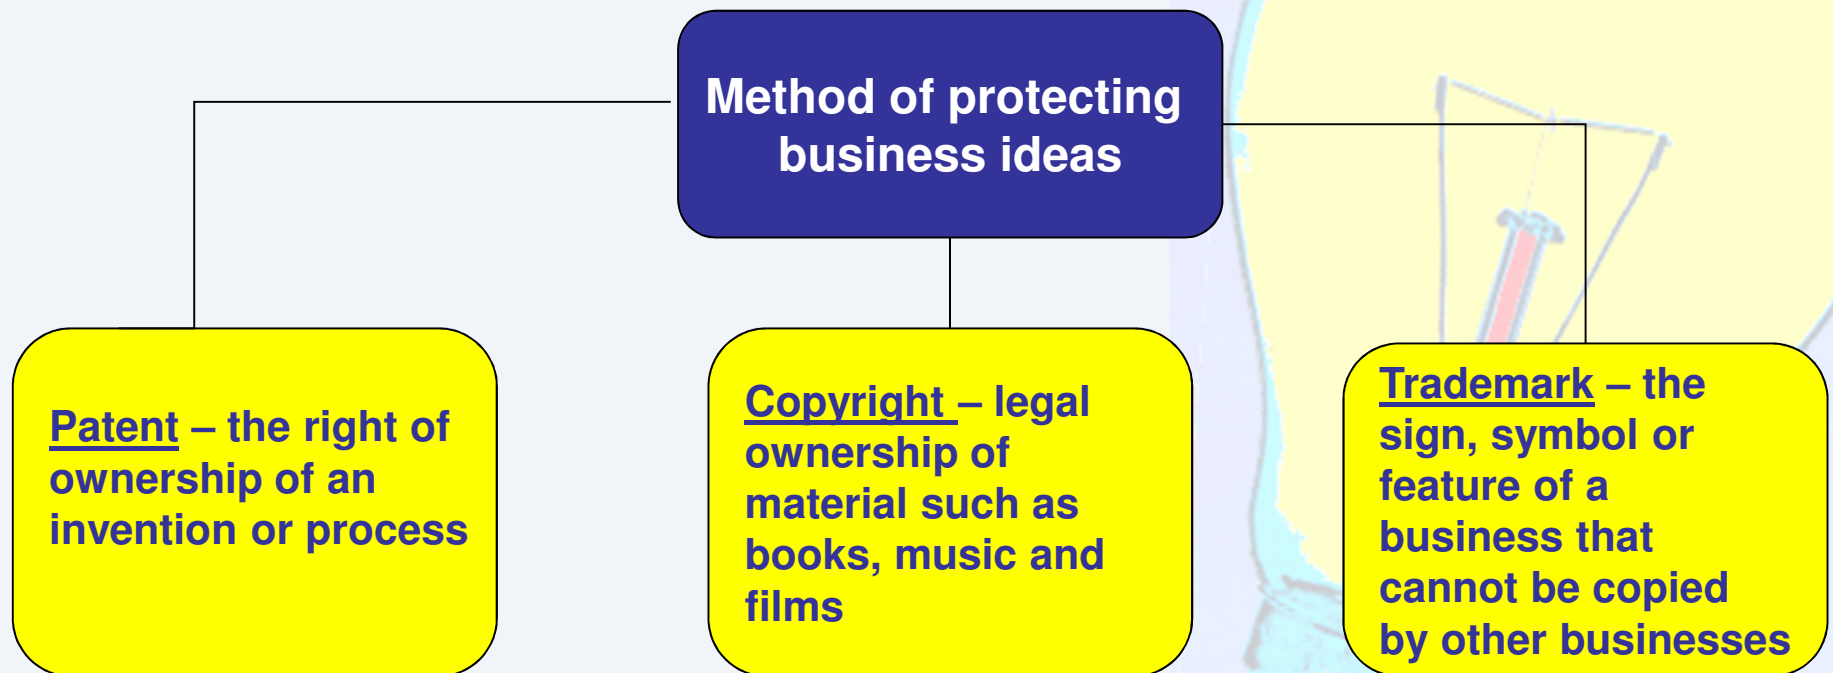 Method of protecting
business ideas
Patent – the right of
ownership of an
invention or process
Copyright – legal
ownership of
material such as
books, music and
films
Trademark – the
sign, symbol or
feature of a
business that
cannot be copied
by other businesses